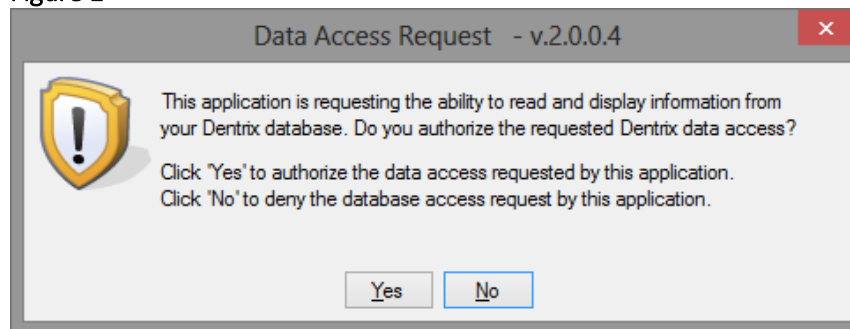 Data Access Request - v.2.0.0.4
This application is requesting the ability to read and display information from
your Dentrix database. Do you authorize the requested Dentrix data access?
Click 'Yes' to authorize the data access requested by this application.
Click 'No' to deny the database access request by this application.
Yes No